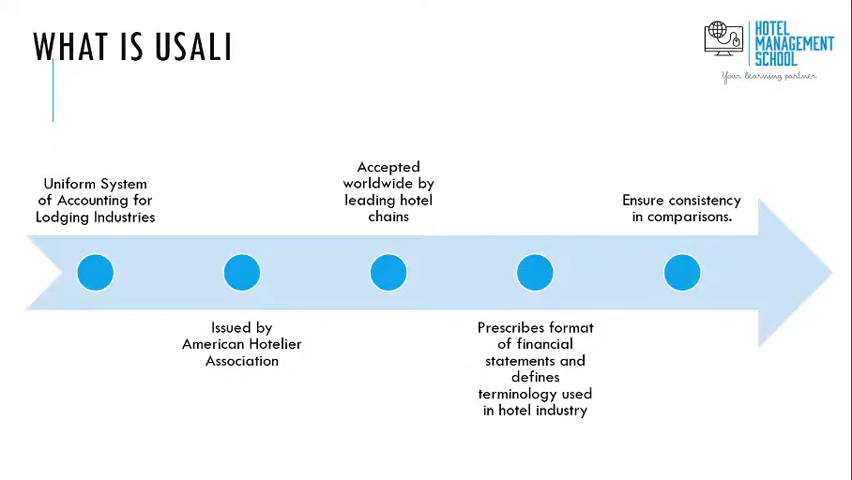 WHAT IS USALI
HOTEL
MANAGEMENT
SCHOOL
Your learning partner
Uniform System
of Accounting for
Lodging Industries
Issued by
American Hotelier
Association
Accepted
worldwide by
leading hotel
chains
Prescribes format
of financial
statements and
defines
terminology used
in hotel industry
Ensure consistency
in comparisons.